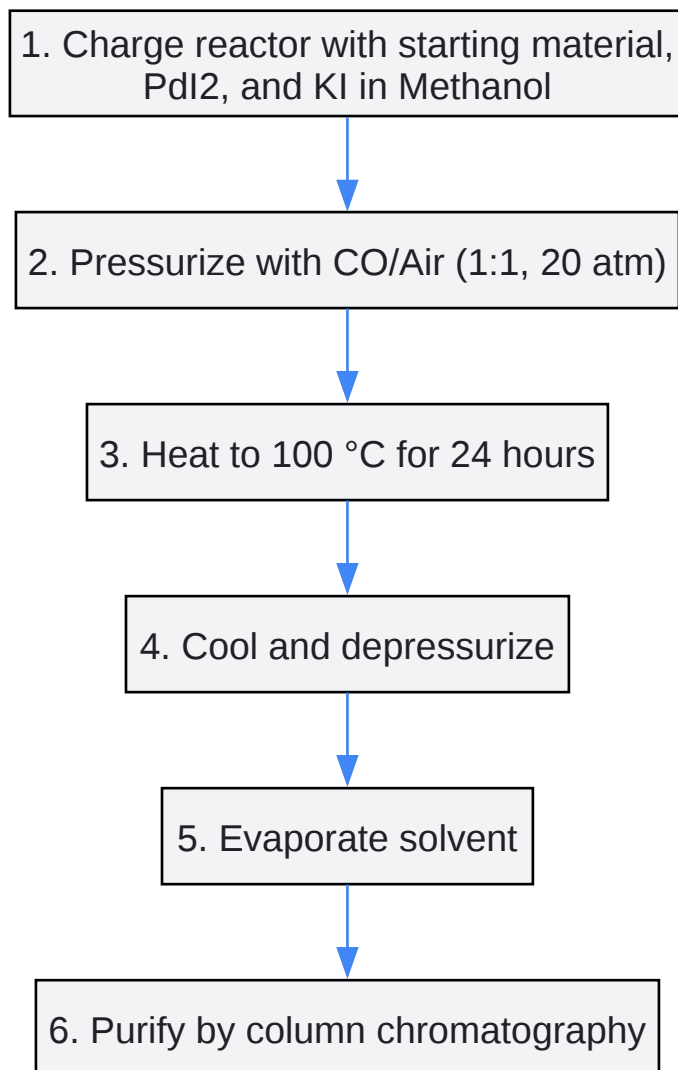 1. Charge reactor with starting material,
PdI2, and KI in Methanol
2. Pressurize with CO/Air (1:1, 20 atm)
3. Heat to 100 °C for 24 hours
4. Cool and depressurize
5. Evaporate solvent
6. Purify by column chromatography